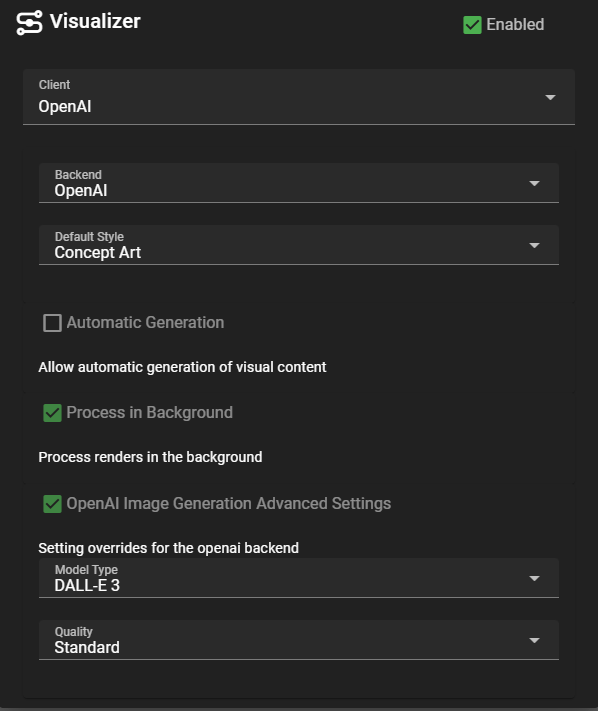 Visualizer
Enabled
Client
OpenAI
Backend
OpenAI
Default Style
Concept Art
Automatic Generation
Allow automatic generation of visual content
Process in Background
Process renders in the background
OpenAI Image Generation Advanced Settings
Setting overrides for the openai backend
Model Type
DALL-E 3
Quality
Standard